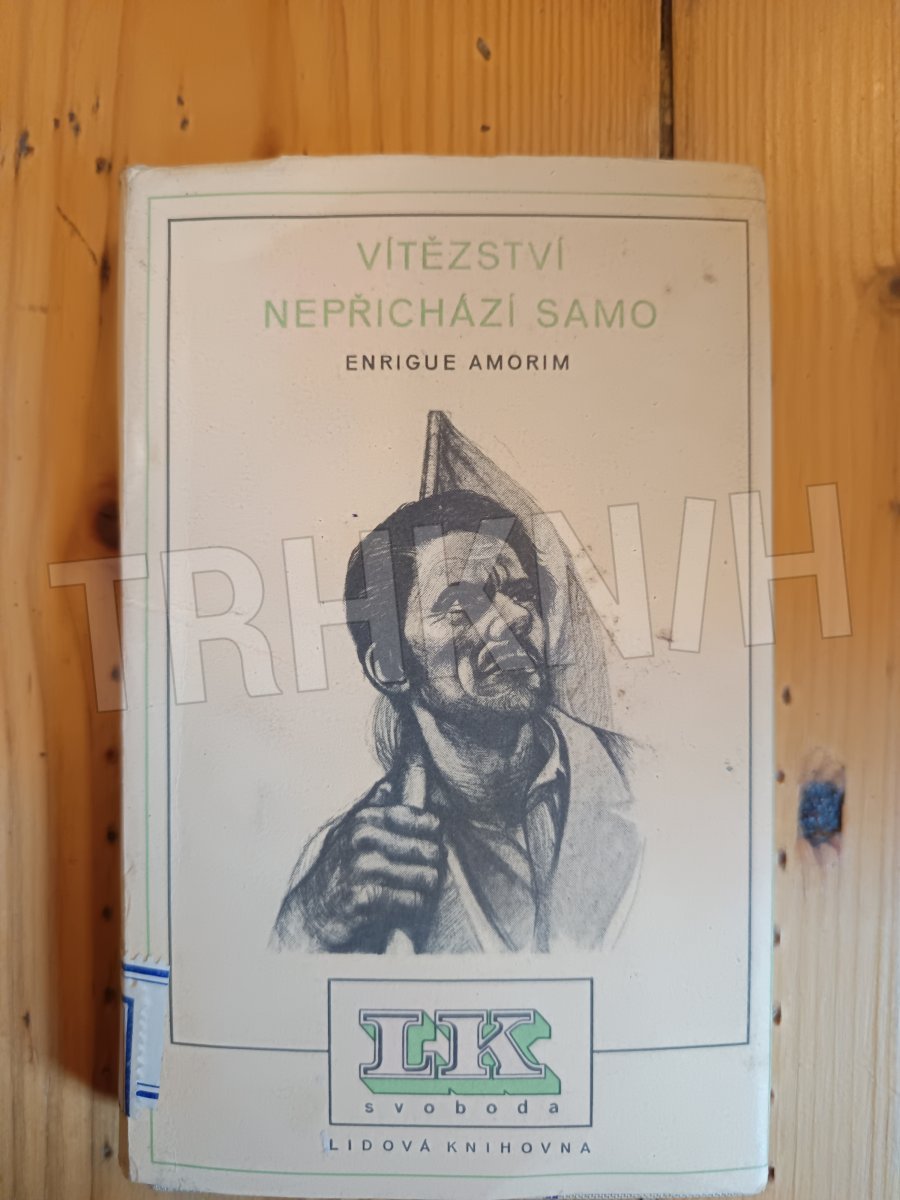 VÍTĚZSTVÍ
NEPŘICHÁZÍ SAMO
ENRIGUE AMORIM
TRHKNIH
LK
svoboda
LIDOVÁ KNIHOVNA